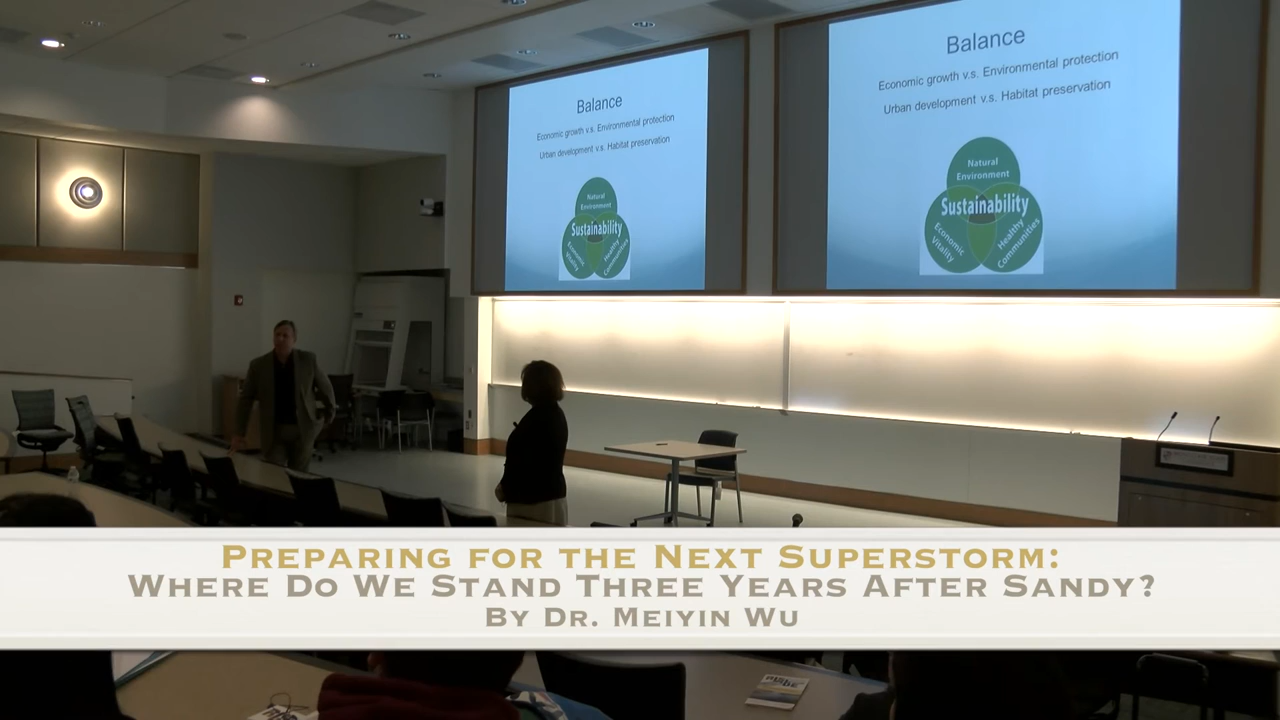 Balance
Economic growth v.s. Environmental protection
Urban development v.s. Habitat preservation
Natural
Environment
Sustainability
Economic
Vitality
Healthy
Communities
Balance
Economic growth v.s. Environmental protection
Urban development v.s. Habitat preservation
Natural
Environment
Sustainability
Economic
Vitality
Healthy
Communities
Preparing for the Next Superstorm:
Where Do We Stand Three Years After Sandy?
By Dr. Meiyin Wu